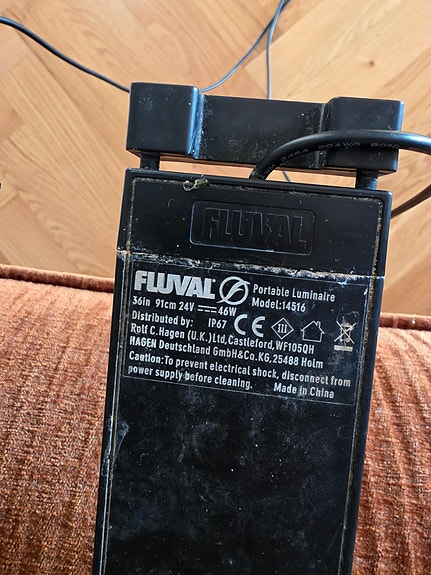 FLUVAL
FLUVAL Portable Luminaire
36in 91cm 24V 46W Model:14516
Distributed by: IP67 CE III
Rolf C.Hagen (U.K.)Ltd,Castleford,WF105QH
HAGEN Deutschland GmbH&Co.KG,25488 Holm
Caution:To prevent electrical shock, disconnect from
power supply before cleaning. Made in China